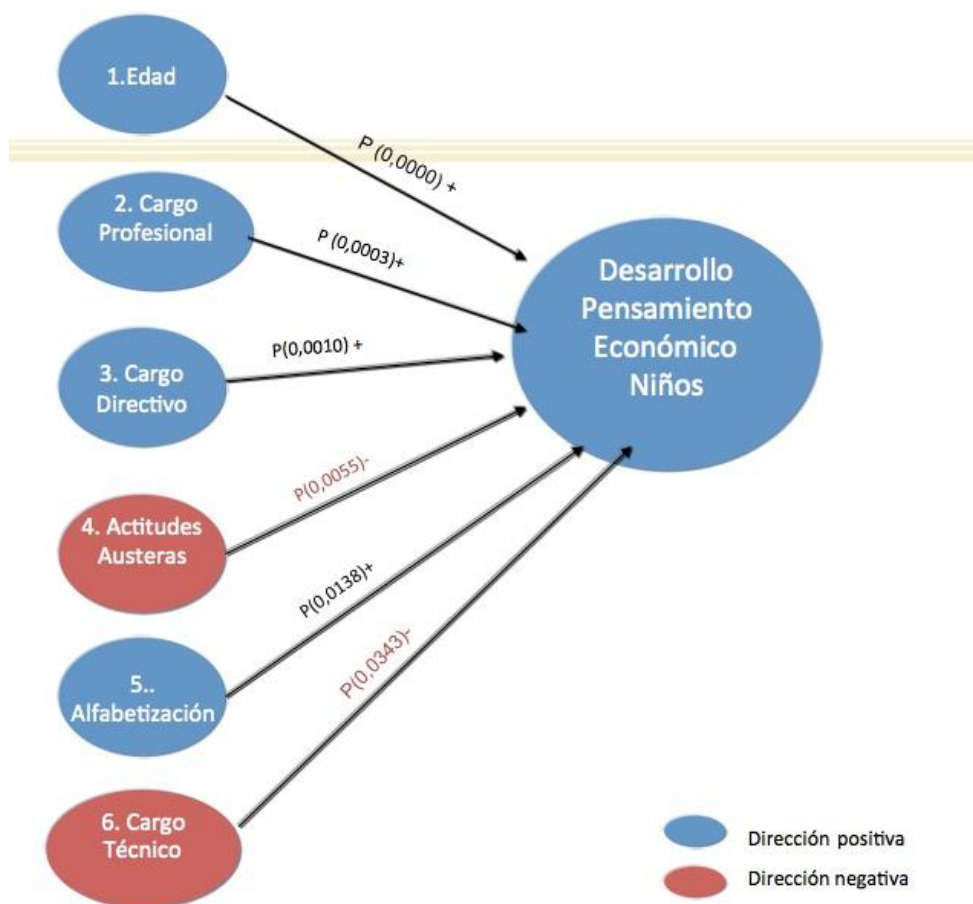 1.Edad
P (0,0000) +
2. Cargo
Profesional
P (0,0003)+
Desarrollo
Pensamiento
Económico
Niños
3. Cargo
Directivo
P(0,0010) +
4. Actitudes
Austeras
P(0,0055)-
5..
Alfabetización
P(0,0138)+
6. Cargo
Técnico
P(0,0343)-
Dirección positiva
Dirección negativa